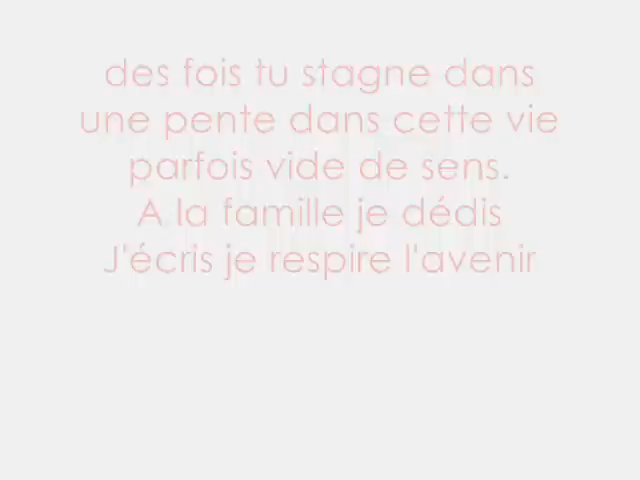 des fois tu stagne dans
une pente dans cette vie
parfois vide de sens.
A la famille je dédis
J'écris je respire l'avenir